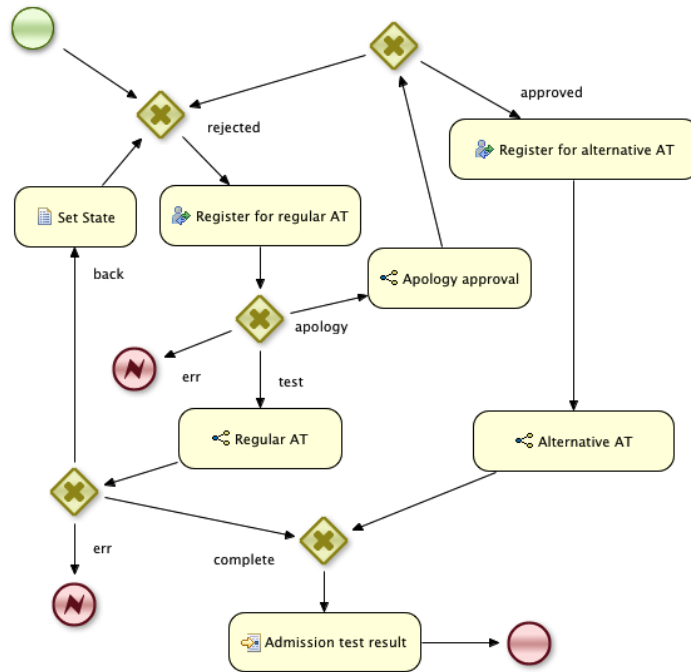 approved
rejected
Register for alternative AT
Set State
Register for regular AT
back
Apology approval
apology
err
test
Regular AT
Alternative AT
err
complete
Admission test result